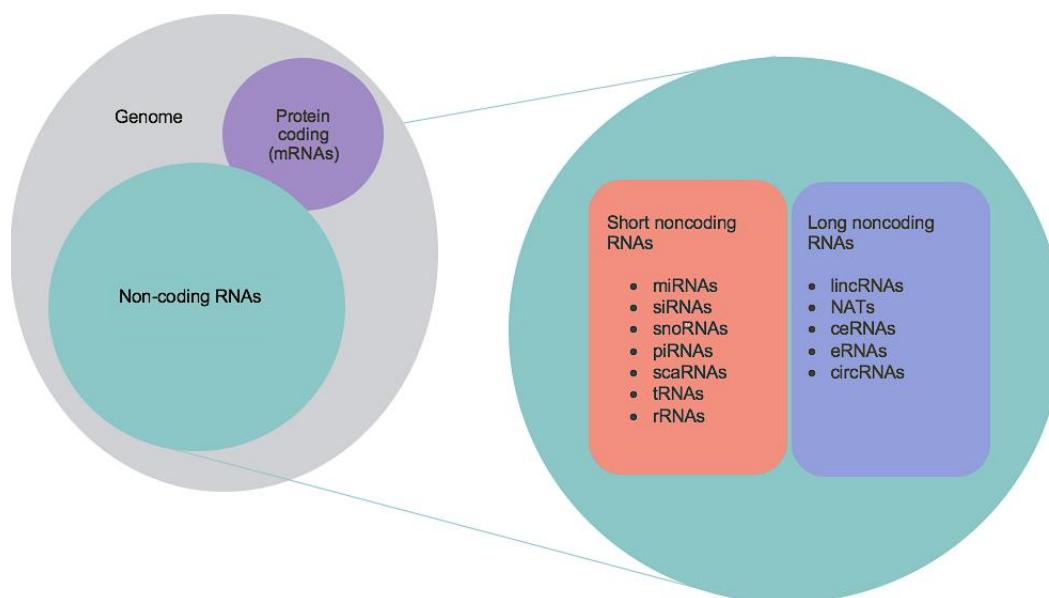 Genome
Protein
coding
(mRNAs)
Non-coding RNAs
Short noncoding
RNAs
• miRNAs
• siRNAs
• snoRNAs
• piRNAs
• scaRNAs
• tRNAs
• rRNAs
Long noncoding
RNAs
• lincRNAs
• NATs
• ceRNAs
• eRNAs
• circRNAs